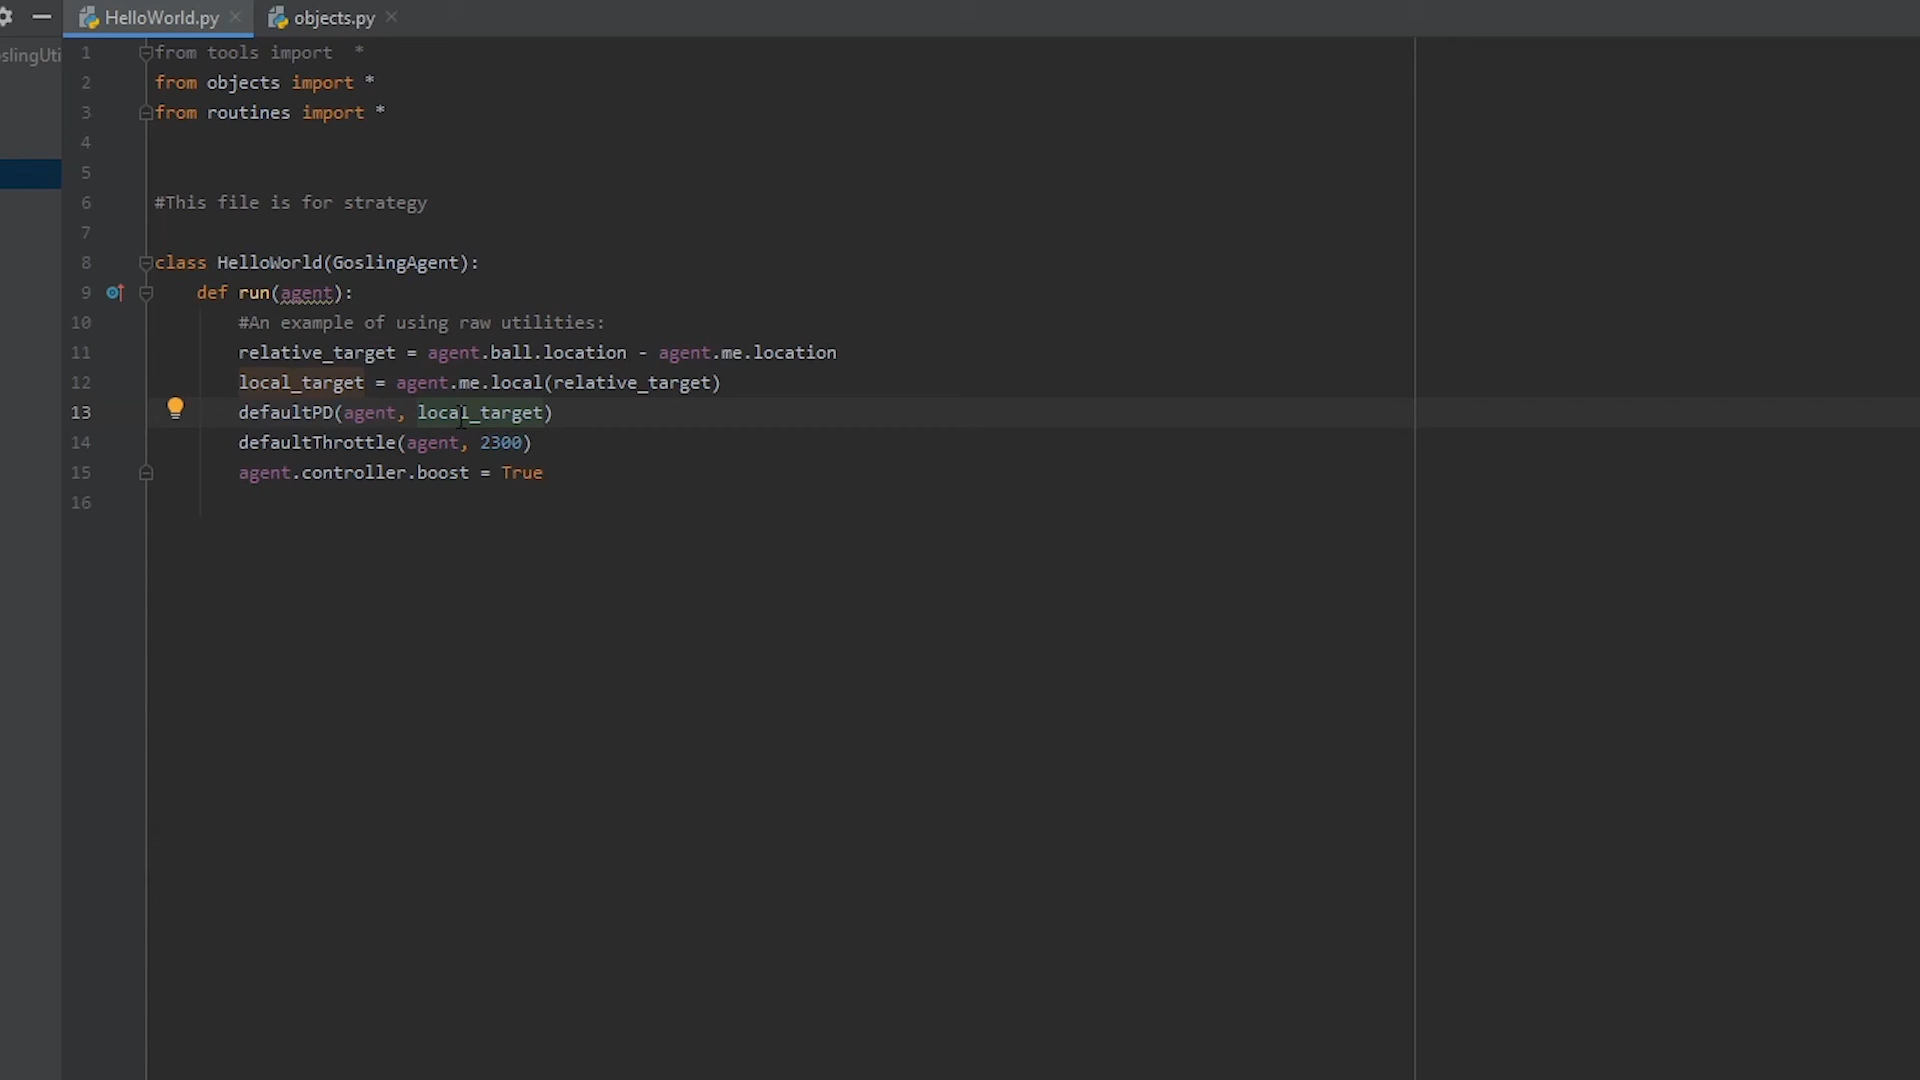 HelloWorld.py objects.py
oslingUti
1 from tools import  *
2 from objects import *
3 from routines import *
4
5
6 #This file is for strategy
7
8 class HelloWorld(GoslingAgent):
9 def run(agent):
10 #An example of using raw utilities:
11 relative_target = agent.ball.location - agent.me.location
12 local_target = agent.me.local(relative_target)
13 defaultPD(agent, local_target)
14 defaultThrottle(agent, 2300)
15 agent.controller.boost = True
16